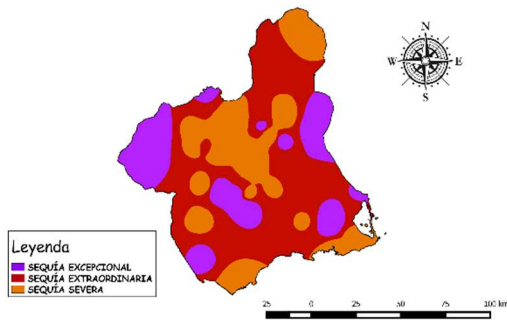 N
W E
S
Leyenda
SEQUÍA EXCEPCIONAL
SEQUÍA EXTRAORDINARIA
SEQUÍA SEVERA
25 0 25 50 75 100 km